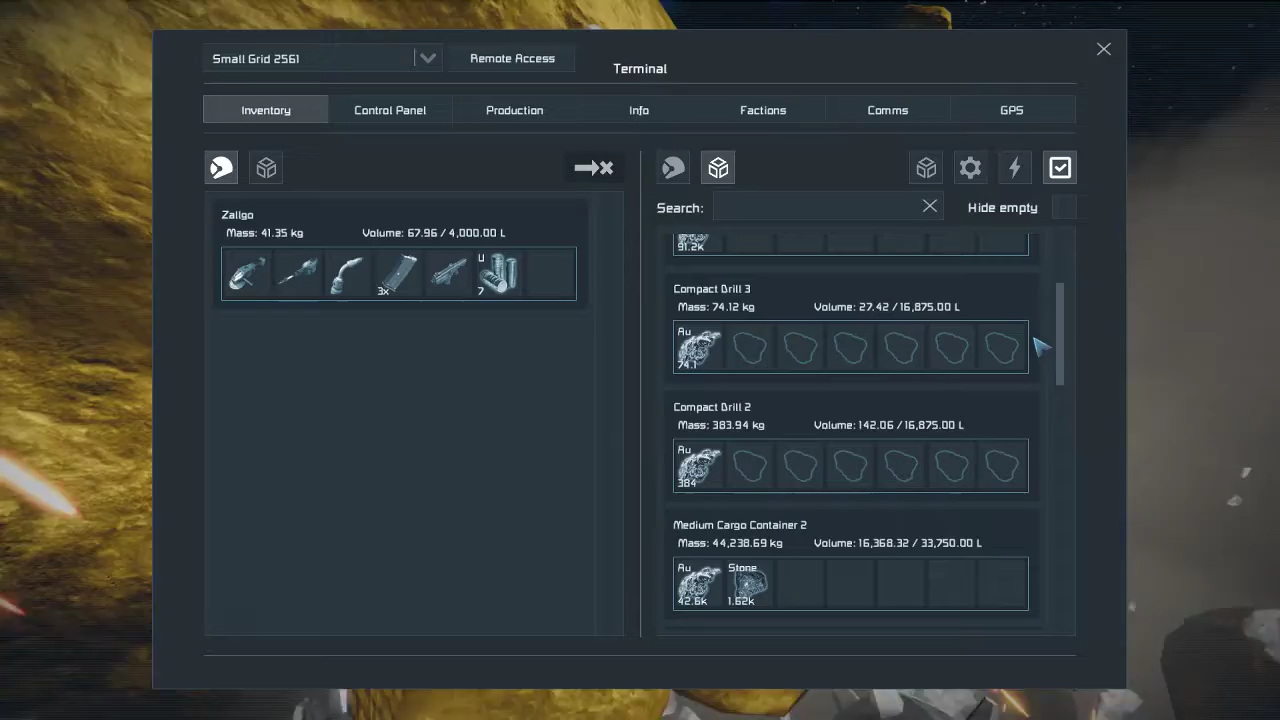 Small Grid 2561
Remote Access
Terminal
Inventory
Control Panel
Production
Info
Factions
Comms
GPS
Search:
Hide empty
Zallgo
Mass: 41.35 kg Volume: 67.96 / 4,000.00 L
3x
U
7
91.2k
Compact Drill 3
Mass: 74.12 kg Volume: 27.42 / 16,875.00 L
Au
74.1
Compact Drill 2
Mass: 383.94 kg Volume: 142.06 / 16,875.00 L
Au
384
Medium Cargo Container 2
Mass: 44,238.69 kg Volume: 16,368.32 / 33,750.00 L
Au Stone
42.6k 1.62k